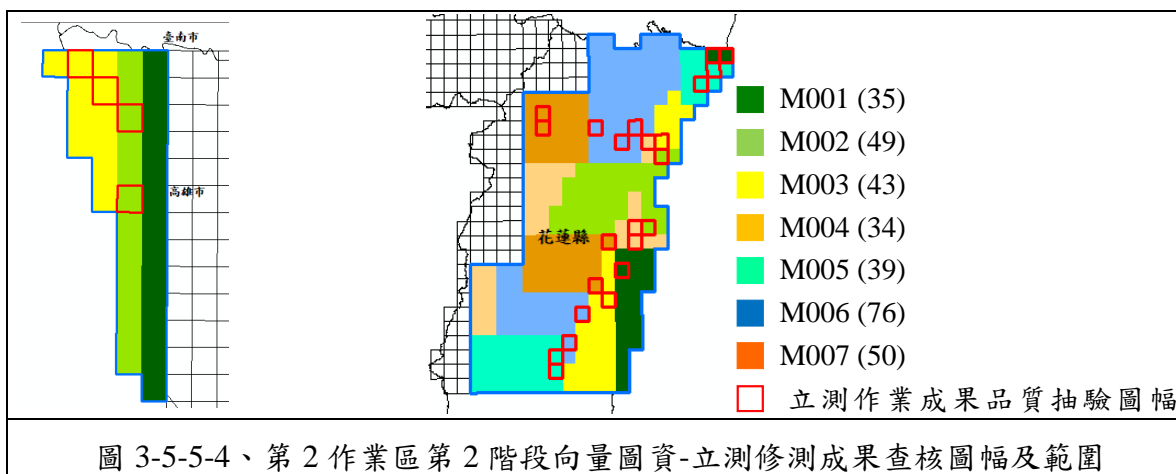 臺南市
高雄市
花蓮縣
M001 (35)
M002 (49)
M003 (43)
M004 (34)
M005 (39)
M006 (76)
M007 (50)
立測作業成果品質抽驗圖幅
圖 3-5-5-4、第 2 作業區第 2 階段向量圖資-立測修測成果查核圖幅及範圍